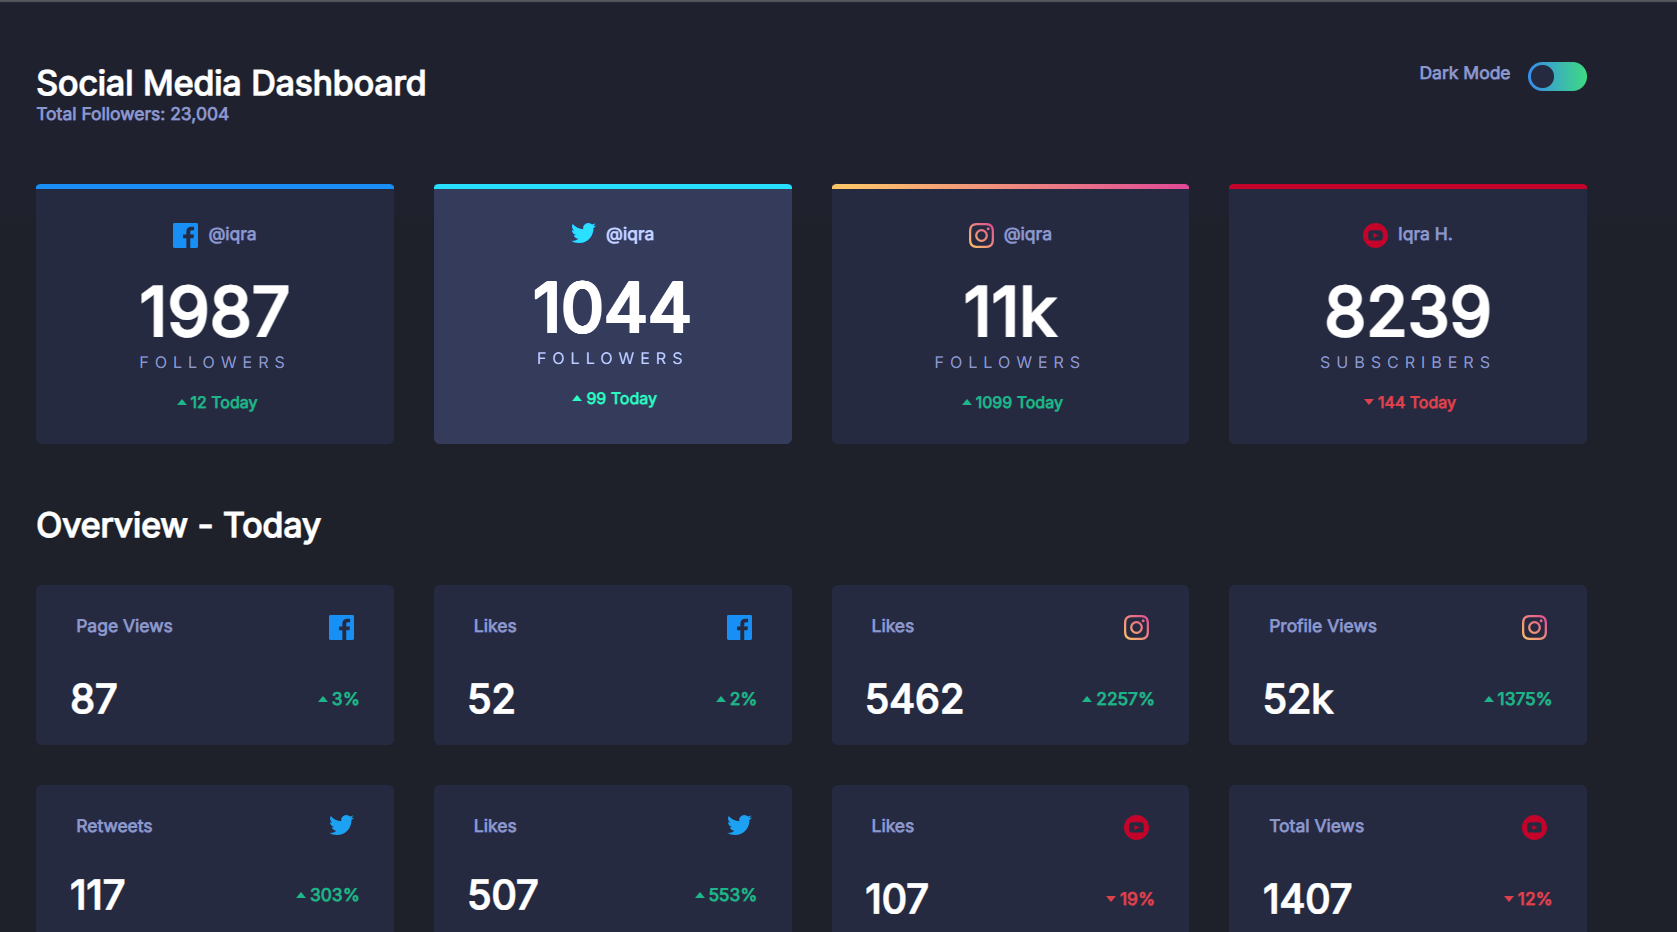 Social Media Dashboard
Total Followers: 23,004
Dark Mode
@iqra
1987
FOLLOWERS
12 Today
@iqra
1044
FOLLOWERS
99 Today
@iqra
11k
FOLLOWERS
1099 Today
Iqra H.
8239
SUBSCRIBERS
144 Today
Overview - Today
Page Views
87
3%
Likes
52
2%
Likes
5462
2257%
Profile Views
52k
1375%
Retweets
117
303%
Likes
507
553%
Likes
107
19%
Total Views
1407
12%